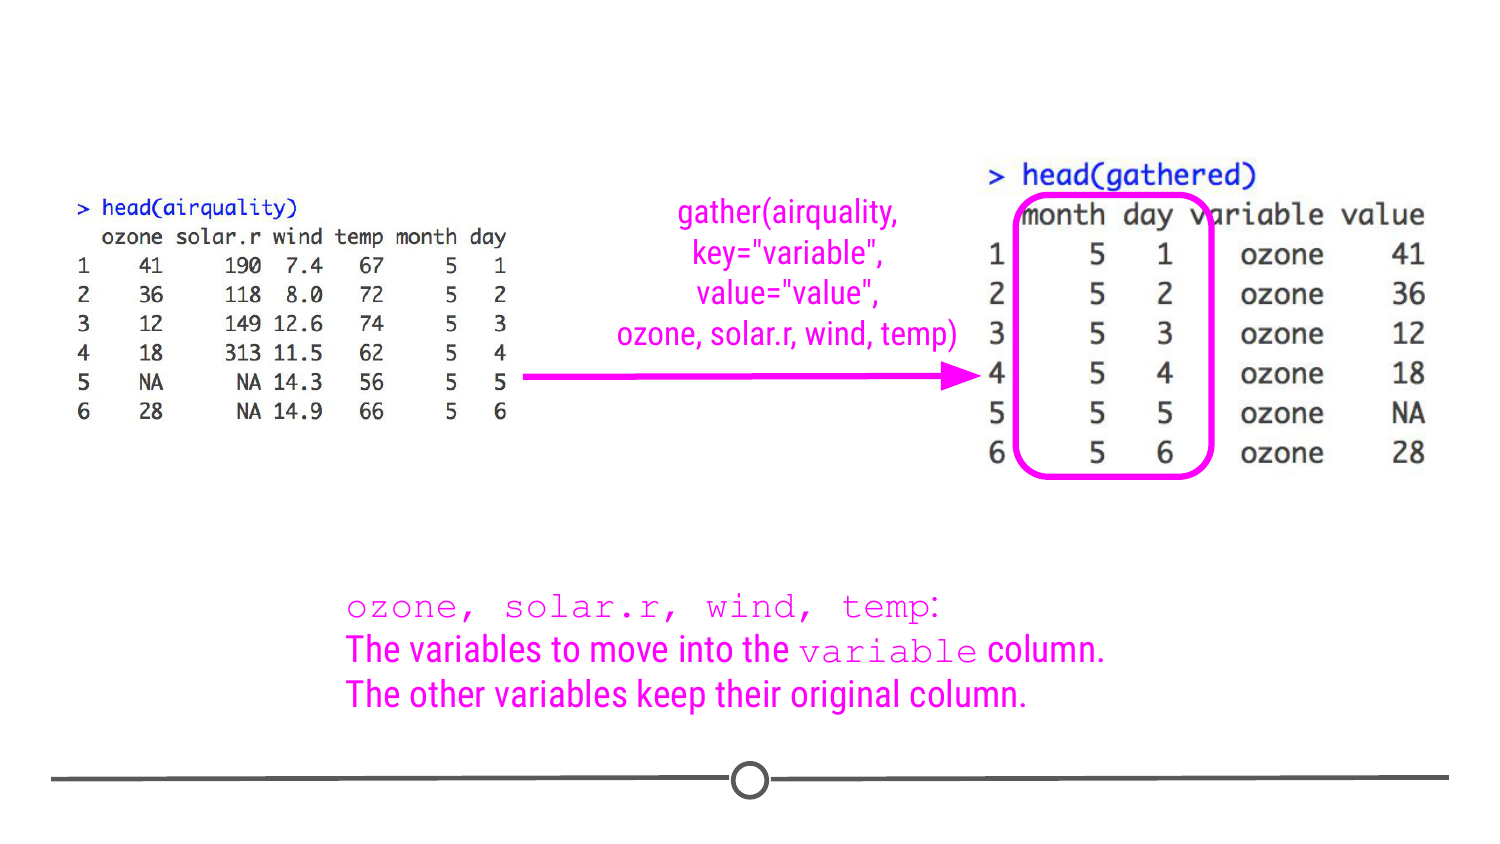 > head(airquality)
ozone solar.r wind temp month day
1 41 190 7.4 67 5 1
2 36 118 8.0 72 5 2
3 12 149 12.6 74 5 3
4 18 313 11.5 62 5 4
5 NA NA 14.3 56 5 5
6 28 NA 14.9 66 5 6
gather(airquality,
key="variable",
value="value",
ozone, solar.r, wind, temp)
> head(gathered)
month day variable value
1 5 1 ozone 41
2 5 2 ozone 36
3 5 3 ozone 12
4 5 4 ozone 18
5 5 5 ozone NA
6 5 6 ozone 28
ozone, solar.r, wind, temp:
The variables to move into the variable column.
The other variables keep their original column.